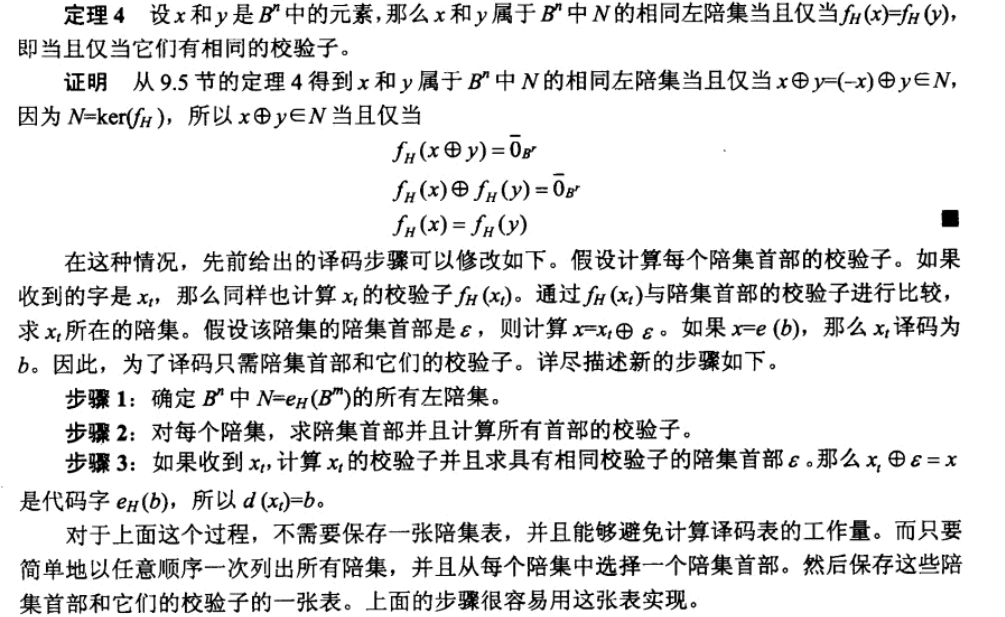 定理 4 设 x 和 y 是 Bⁿ 中的元素,那么 x 和 y 属于 Bⁿ 中 N 的相同左陪集当且仅当 f_H (x)=f_H (y),
即当且仅当它们有相同的校验子。
证明 从 9.5 节的定理 4 得到 x 和 y 属于 Bⁿ 中 N 的相同左陪集当且仅当 x⊕y=(−x)⊕y∈N,
因为 N=ker(f_H ),所以 x⊕y∈N 当且仅当
f_H (x ⊕ y) = 0̄_{B^r}
f_H (x) ⊕ f_H (y) = 0̄_{B^r}
f_H (x) = f_H (y)
■
在这种情况,先前给出的译码步骤可以修改如下。假设计算每个陪集首部的校验子。如果
收到的字是 x_t,那么同样也计算 x_t 的校验子 f_H (x_t)。通过 f_H (x_t)与陪集首部的校验子进行比较,
求 x_t 所在的陪集。假设该陪集的陪集首部是 ε,则计算 x=x_t⊕ ε。如果 x=e (b),那么 x_t 译码为
b。因此,为了译码只需陪集首部和它们的校验子。详尽描述新的步骤如下。
步骤 1:确定 Bⁿ 中 N=e_H (B^m)的所有左陪集。
步骤 2:对每个陪集,求陪集首部并且计算所有首部的校验子。
步骤 3:如果收到 x_t,计算 x_t 的校验子并且求具有相同校验子的陪集首部 ε。那么 x_t ⊕ ε = x
是代码字 e_H (b),所以 d (x_t)=b。
对于上面这个过程,不需要保存一张陪集表,并且能够避免计算译码表的工作量。而只要
简单地以任意顺序一次列出所有陪集,并且从每个陪集中选择一个陪集首部。然后保存这些陪
集首部和它们的校验子的一张表。上面的步骤很容易用这张表实现。